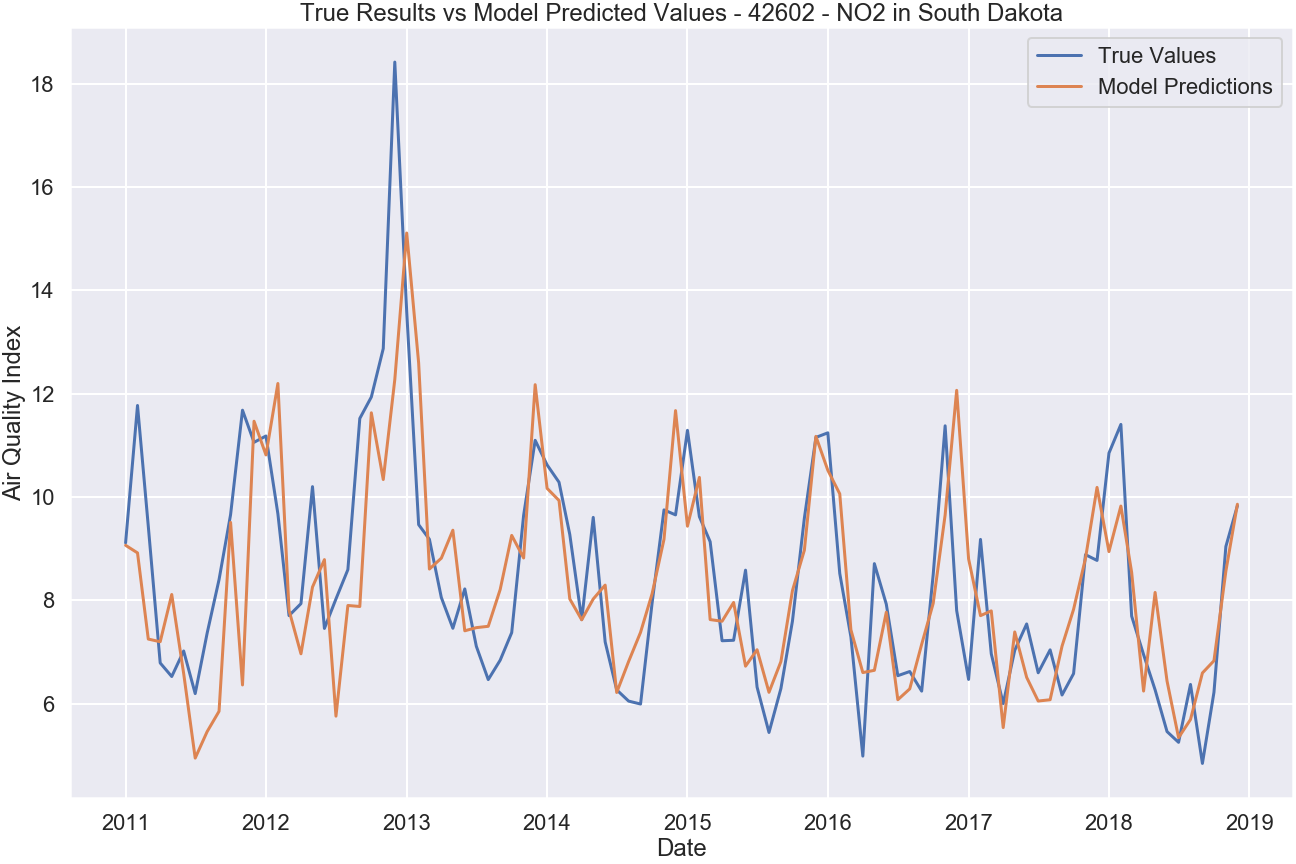 True Results vs Model Predicted Values - 42602 - NO2 in South Dakota
True Values
Model Predictions
Air Quality Index
18
16
14
12
10
8
6
2011 2012 2013 2014 2015 2016 2017 2018 2019
Date